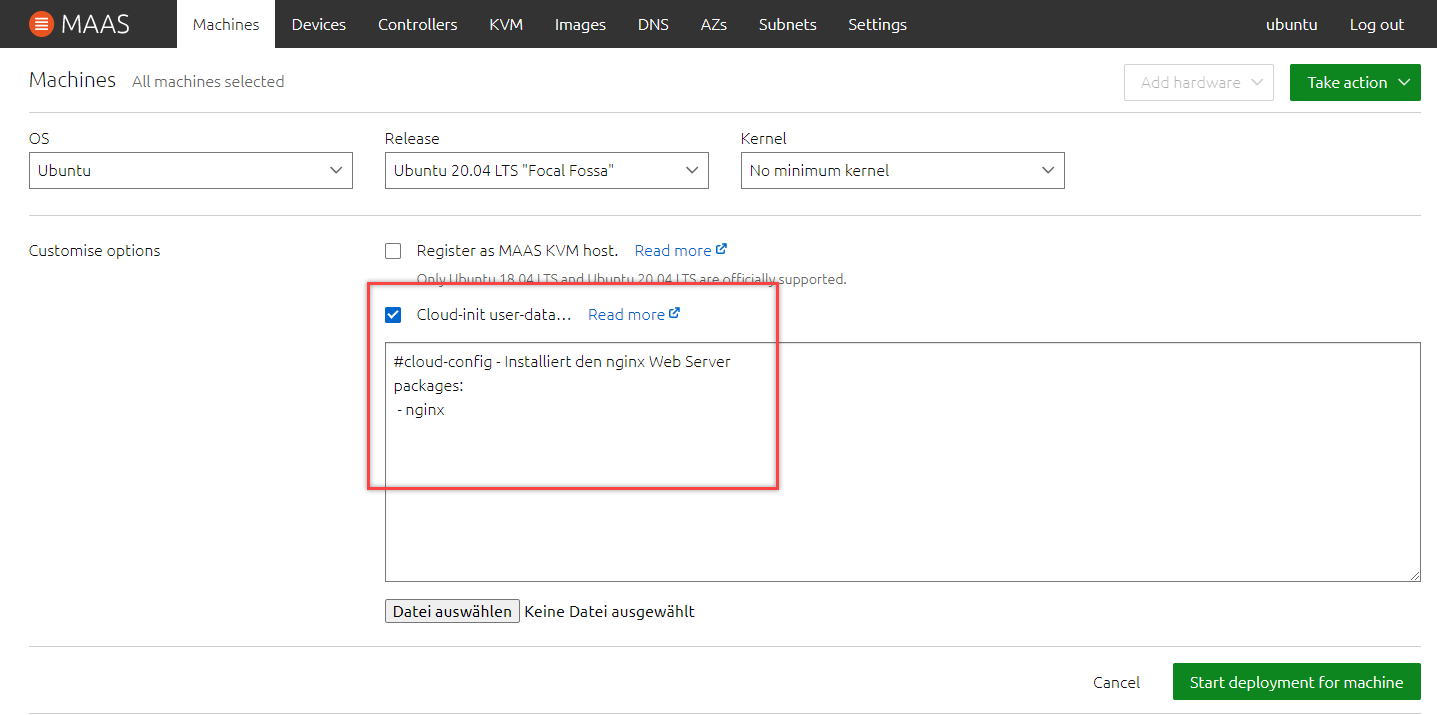 MAAS Machines Devices Controllers KVM Images DNS AZs Subnets Settings ubuntu Log out
Machines All machines selected Add hardware Take action
OS Release Kernel
Ubuntu Ubuntu 20.04 LTS "Focal Fossa" No minimum kernel
Customise options Register as MAAS KVM host. Read more
Only Ubuntu 18.04 LTS and Ubuntu 20.04 LTS are officially supported.
Cloud-init user-data… Read more
#cloud-config - Installiert den nginx Web Server
packages:
- nginx
Datei auswählen Keine Datei ausgewählt
Cancel Start deployment for machine